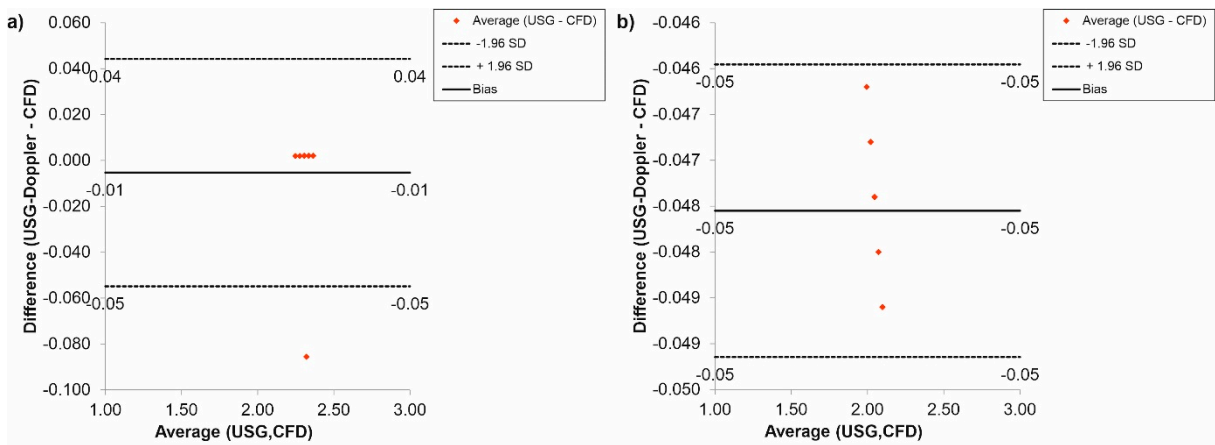 a)
Difference (USG-Doppler - CFD)
0.060
0.040
0.020
0.000
-0.020
-0.040
-0.060
-0.080
-0.100
0.04
0.04
-0.01
-0.01
-0.05
-0.05
1.00 1.50 2.00 2.50 3.00
Average (USG,CFD)
Average (USG - CFD)
-1.96 SD
+ 1.96 SD
Bias
b)
Difference (USG-Doppler - CFD)
-0.046
-0.046
-0.047
-0.047
-0.048
-0.048
-0.049
-0.049
-0.050
-0.05
-0.05
-0.05
-0.05
-0.05
-0.05
1.00 1.50 2.00 2.50 3.00
Average (USG,CFD)
Average (USG - CFD)
-1.96 SD
+ 1.96 SD
Bias